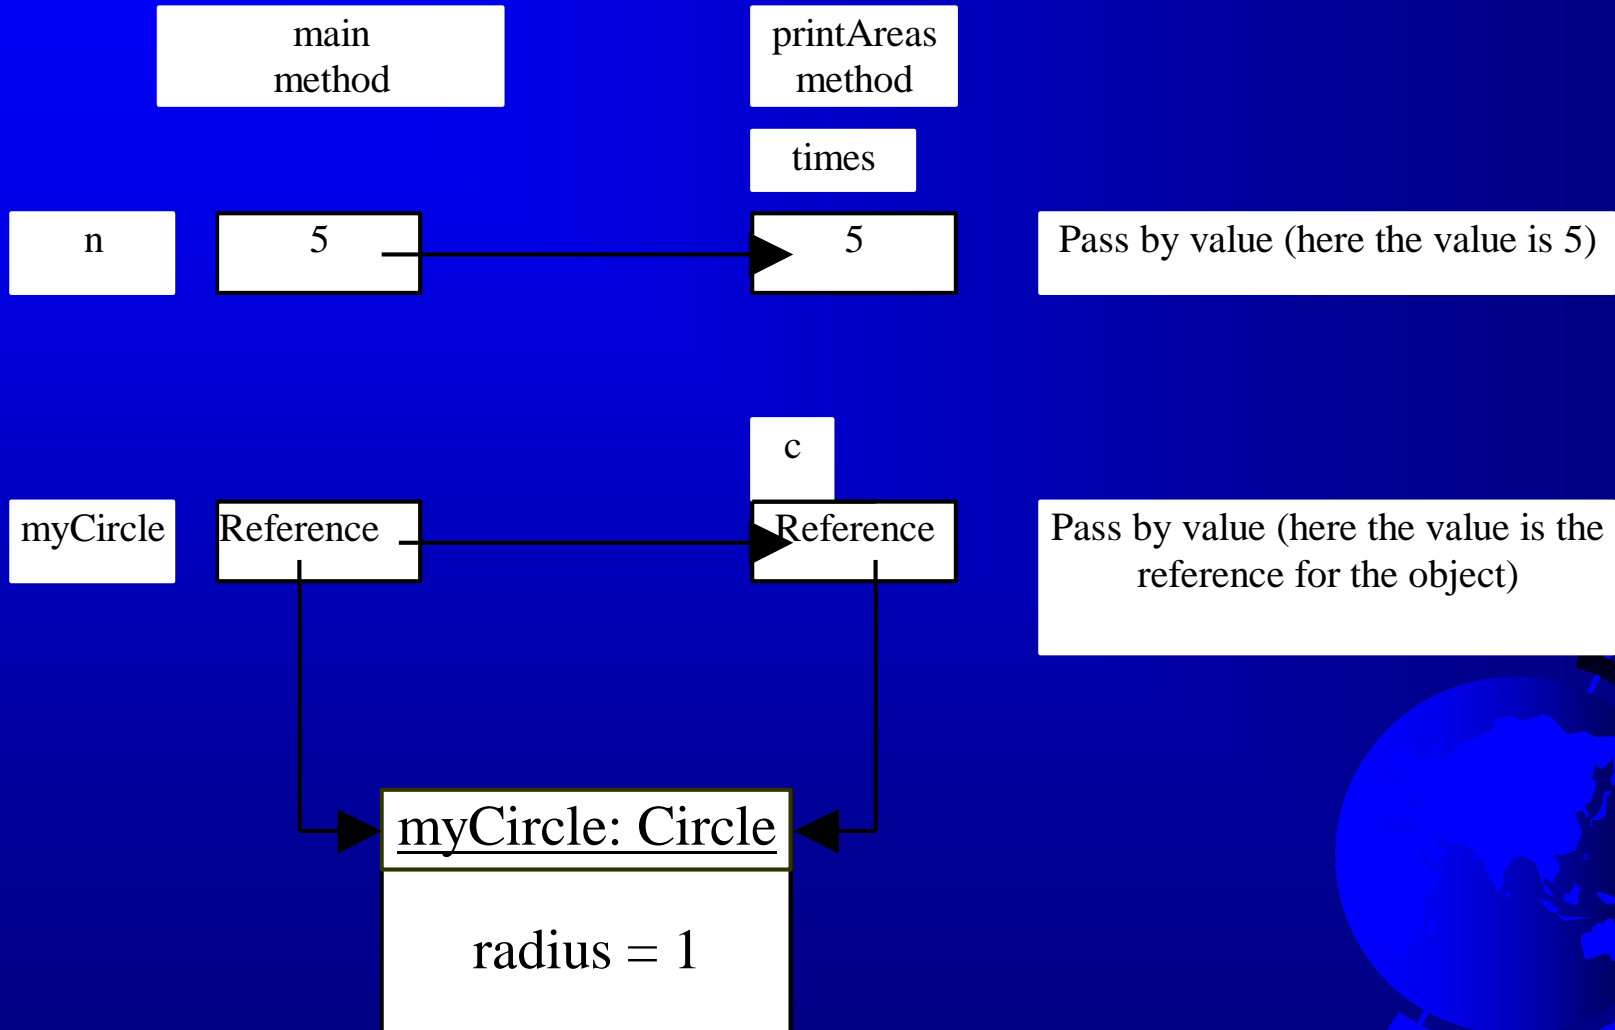 main
method
printAreas
method
times
n
5
5
Pass by value (here the value is 5)
c
myCircle
Reference
Reference
Pass by value (here the value is the
reference for the object)
myCircle: Circle
radius = 1